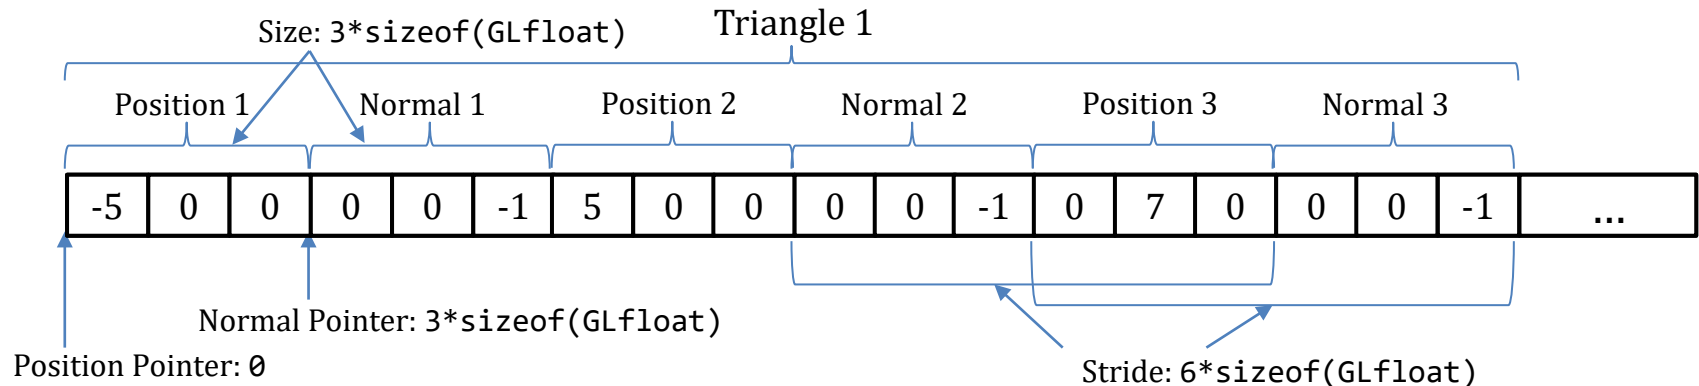 Size: 3*sizeof(GLfloat) Triangle 1
Position 1 Normal 1 Position 2 Normal 2 Position 3 Normal 3
-5 0 0 0 0 -1 5 0 0 0 0 -1 0 7 0 0 0 -1 ...
Normal Pointer: 3*sizeof(GLfloat)
Position Pointer: 0 Stride: 6*sizeof(GLfloat)